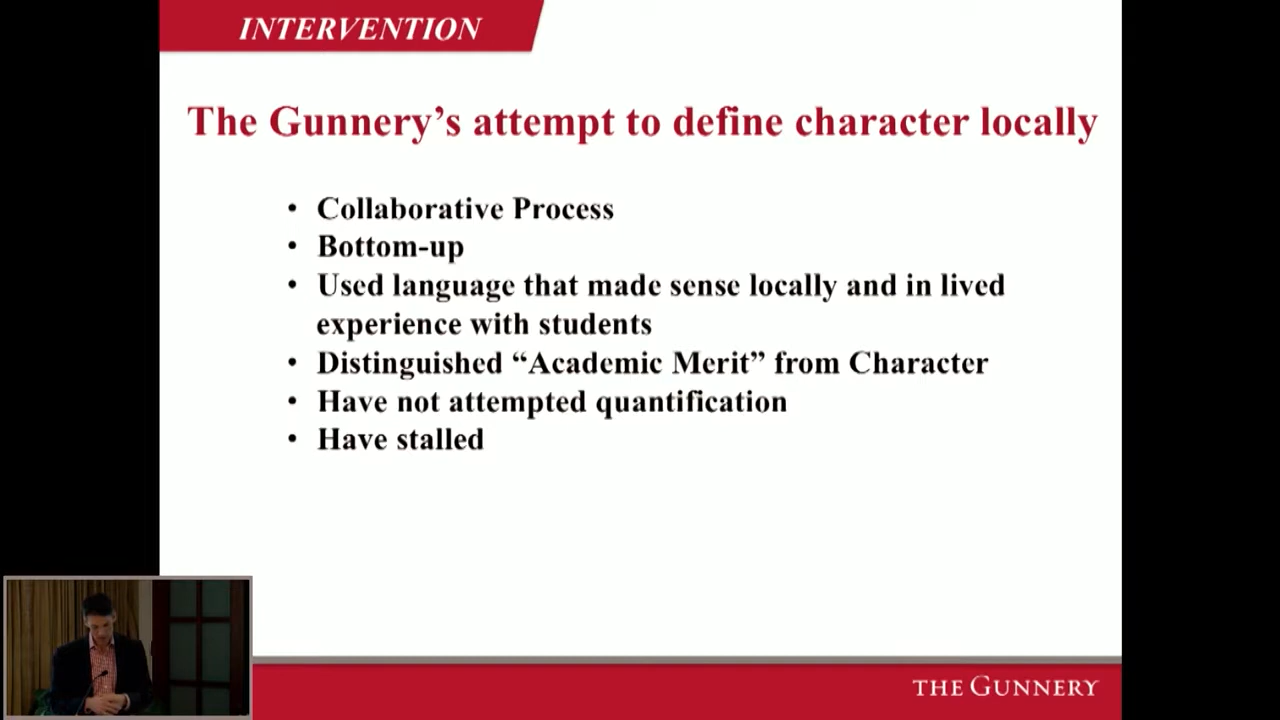 INTERVENTION
The Gunnery’s attempt to define character locally
• Collaborative Process
• Bottom-up
• Used language that made sense locally and in lived
experience with students
• Distinguished “Academic Merit” from Character
• Have not attempted quantification
• Have stalled
THE GUNNERY